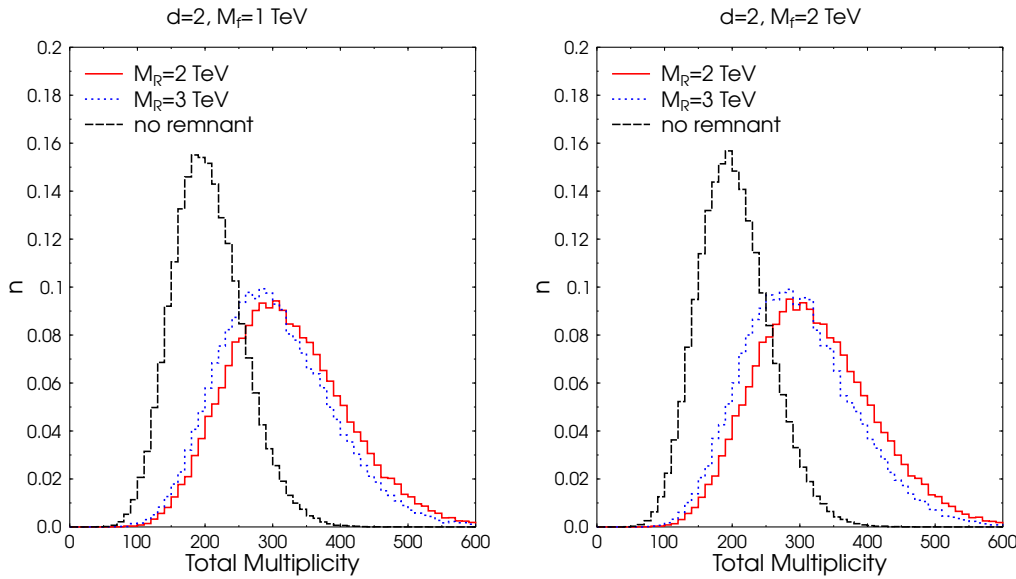 d=2, M_f=1 TeV
0.2
0.18
0.16
0.14
0.12
0.1
0.08
0.06
0.04
0.02
0.0
n
M_R=2 TeV
M_R=3 TeV
no remnant
0 100 200 300 400 500 600
Total Multiplicity
d=2, M_f=2 TeV
0.2
0.18
0.16
0.14
0.12
0.1
0.08
0.06
0.04
0.02
0.0
n
M_R=2 TeV
M_R=3 TeV
no remnant
0 100 200 300 400 500 600
Total Multiplicity